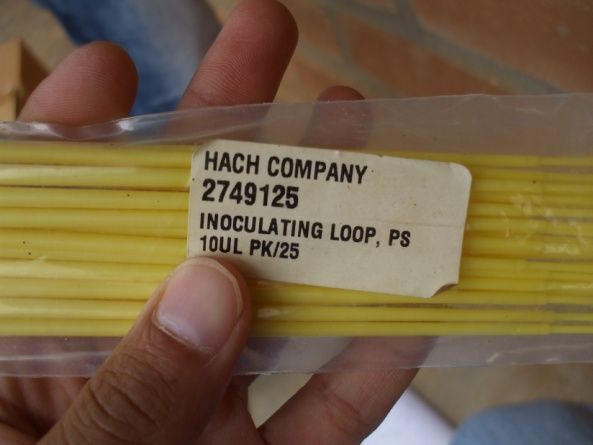 HACH COMPANY
2749125
INOCULATING LOOP, PS
10UL PK/25